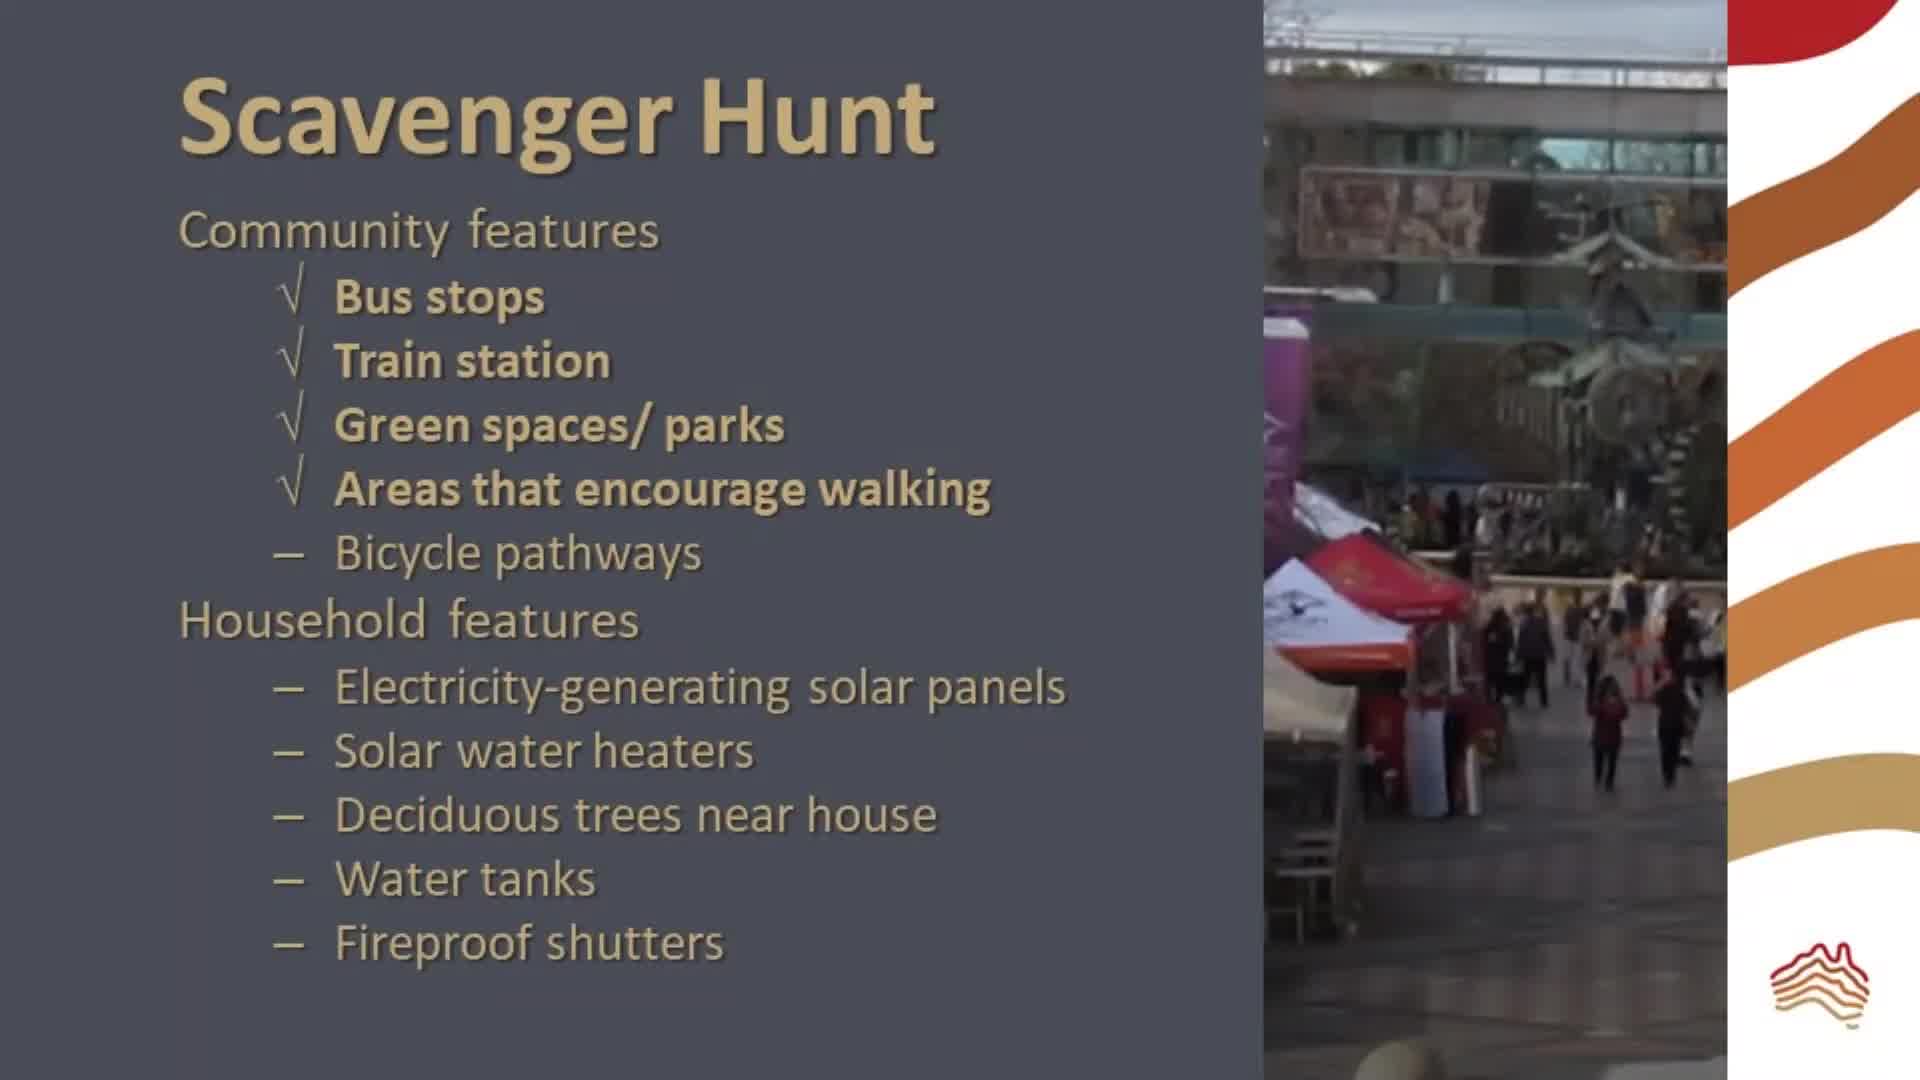 Scavenger Hunt
Community features
√ Bus stops
√ Train station
√ Green spaces/ parks
√ Areas that encourage walking
– Bicycle pathways
Household features
– Electricity-generating solar panels
– Solar water heaters
– Deciduous trees near house
– Water tanks
– Fireproof shutters